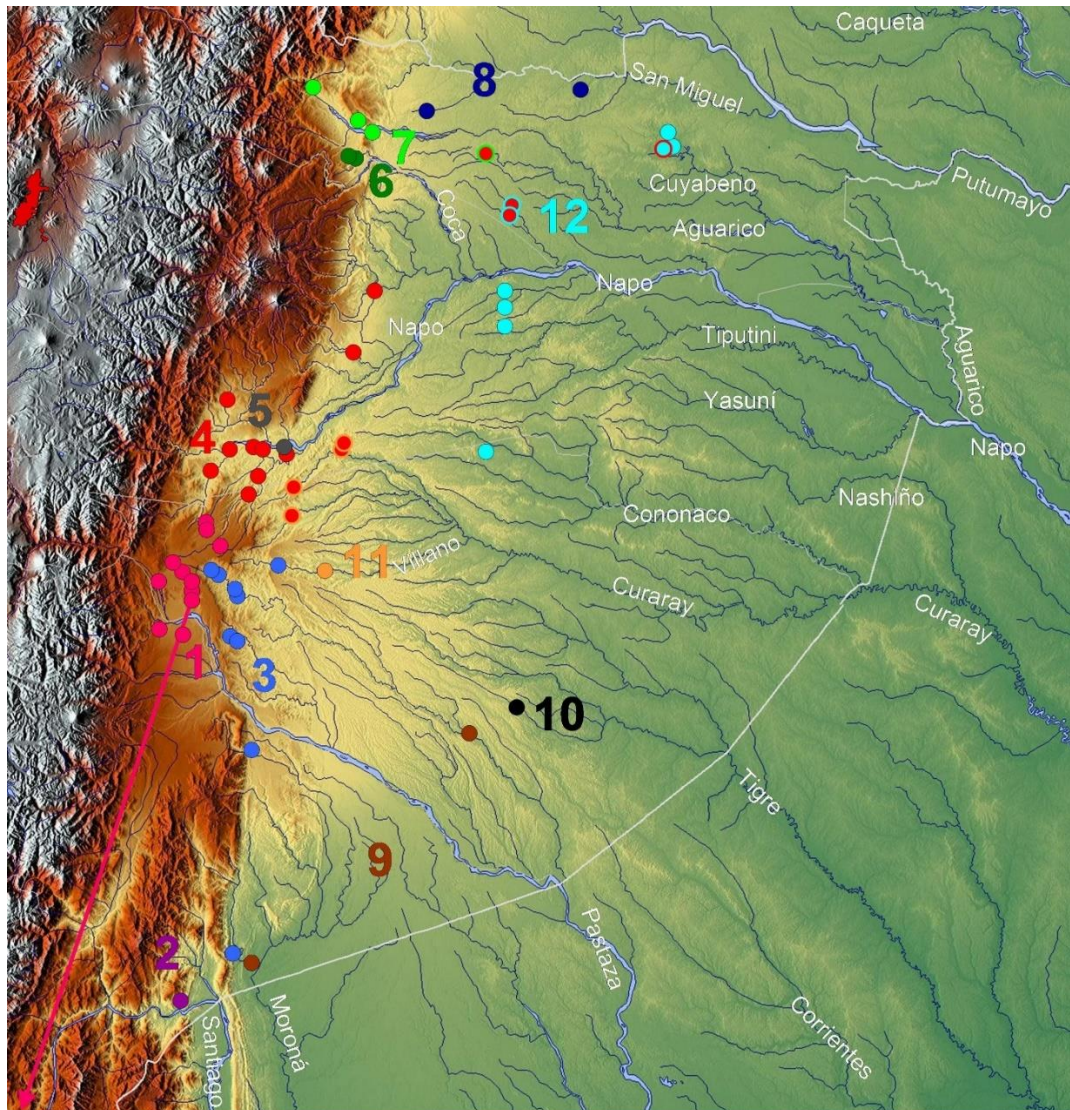 Caqueta
8
San Miguel
7
6
Cuyabeno
Putumayo
Coca
12
Aguarico
Napo
Napo
Tiputini
Aguarico
5
4
Yasuní
Napo
Nashiño
Cononaco
11
Villano
Curaray
Curaray
1
3
10
Tigre
9
2
Pastaza
Moroná
Santiago
Corrientes